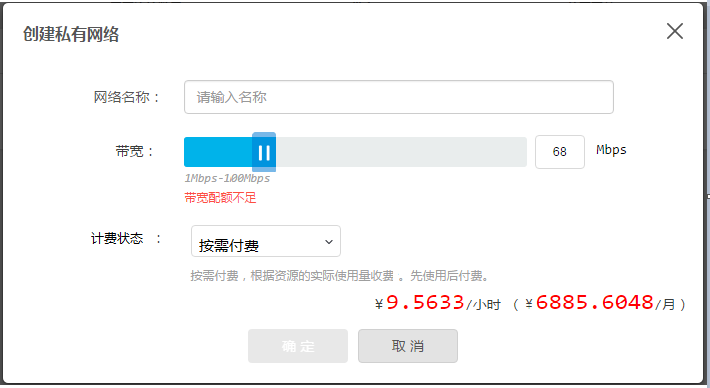 创建私有网络
网络名称： 请输入名称
带宽： 68 Mbps
1Mbps-100Mbps
带宽配额不足
计费状态 ： 按需付费
按需付费，根据资源的实际使用量收费 。先使用后付费。
¥9.5633/小时 （ ¥6885.6048/月 ）
确 定 取 消